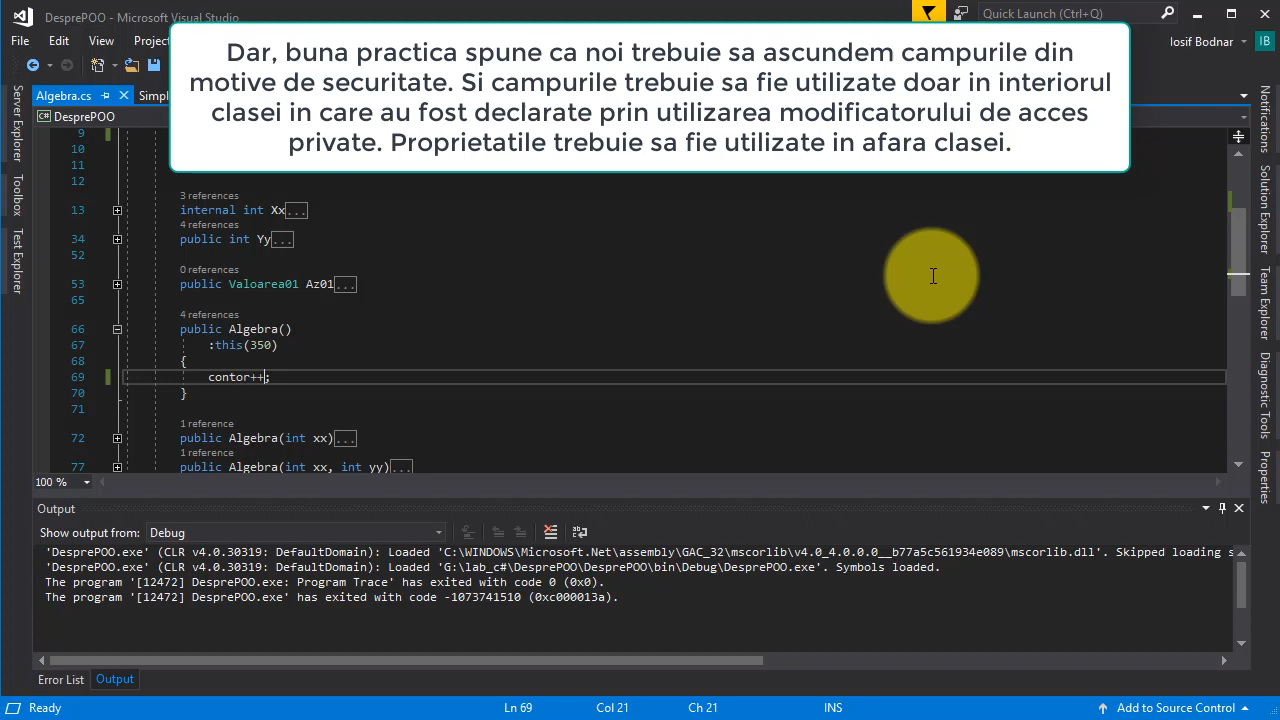 DesprePOO - Microsoft Visual Studio
Quick Launch (Ctrl+Q)
File Edit View Project
Iosif Bodnar IB
Dar, buna practica spune ca noi trebuie sa ascundem campurile din
motive de securitate. Si campurile trebuie sa fie utilizate doar in interiorul
clasei in care au fost declarate prin utilizarea modificatorului de acces
private. Proprietatile trebuie sa fie utilizate in afara clasei.
Algebra.cs Simpl
C# DesprePOO
Server Explorer
Toolbox
Test Explorer
9
10
11
12
3 references
13 internal int Xx...
4 references
34 public int Yy...
52
0 references
53 public Valoarea01 Az01...
65
4 references
66 public Algebra()
67 :this(350)
68 {
69 contor++;
70 }
71
1 reference
72 public Algebra(int xx)...
1 reference
77 public Algebra(int xx, int yy)...
100 %
Notifications
Solution Explorer
Team Explorer
Diagnostic Tools
Properties
Output
Show output from: Debug
'DesprePOO.exe' (CLR v4.0.30319: DefaultDomain): Loaded 'C:\WINDOWS\Microsoft.Net\assembly\GAC_32\mscorlib\v4.0_4.0.0.0__b77a5c561934e089\mscorlib.dll'. Skipped loading s
'DesprePOO.exe' (CLR v4.0.30319: DefaultDomain): Loaded 'G:\lab_c#\DesprePOO\DesprePOO\bin\Debug\DesprePOO.exe'. Symbols loaded.
The program '[12472] DesprePOO.exe: Program Trace' has exited with code 0 (0x0).
The program '[12472] DesprePOO.exe' has exited with code -1073741510 (0xc000013a).
Error List Output
Ready Ln 69 Col 21 Ch 21 INS Add to Source Control